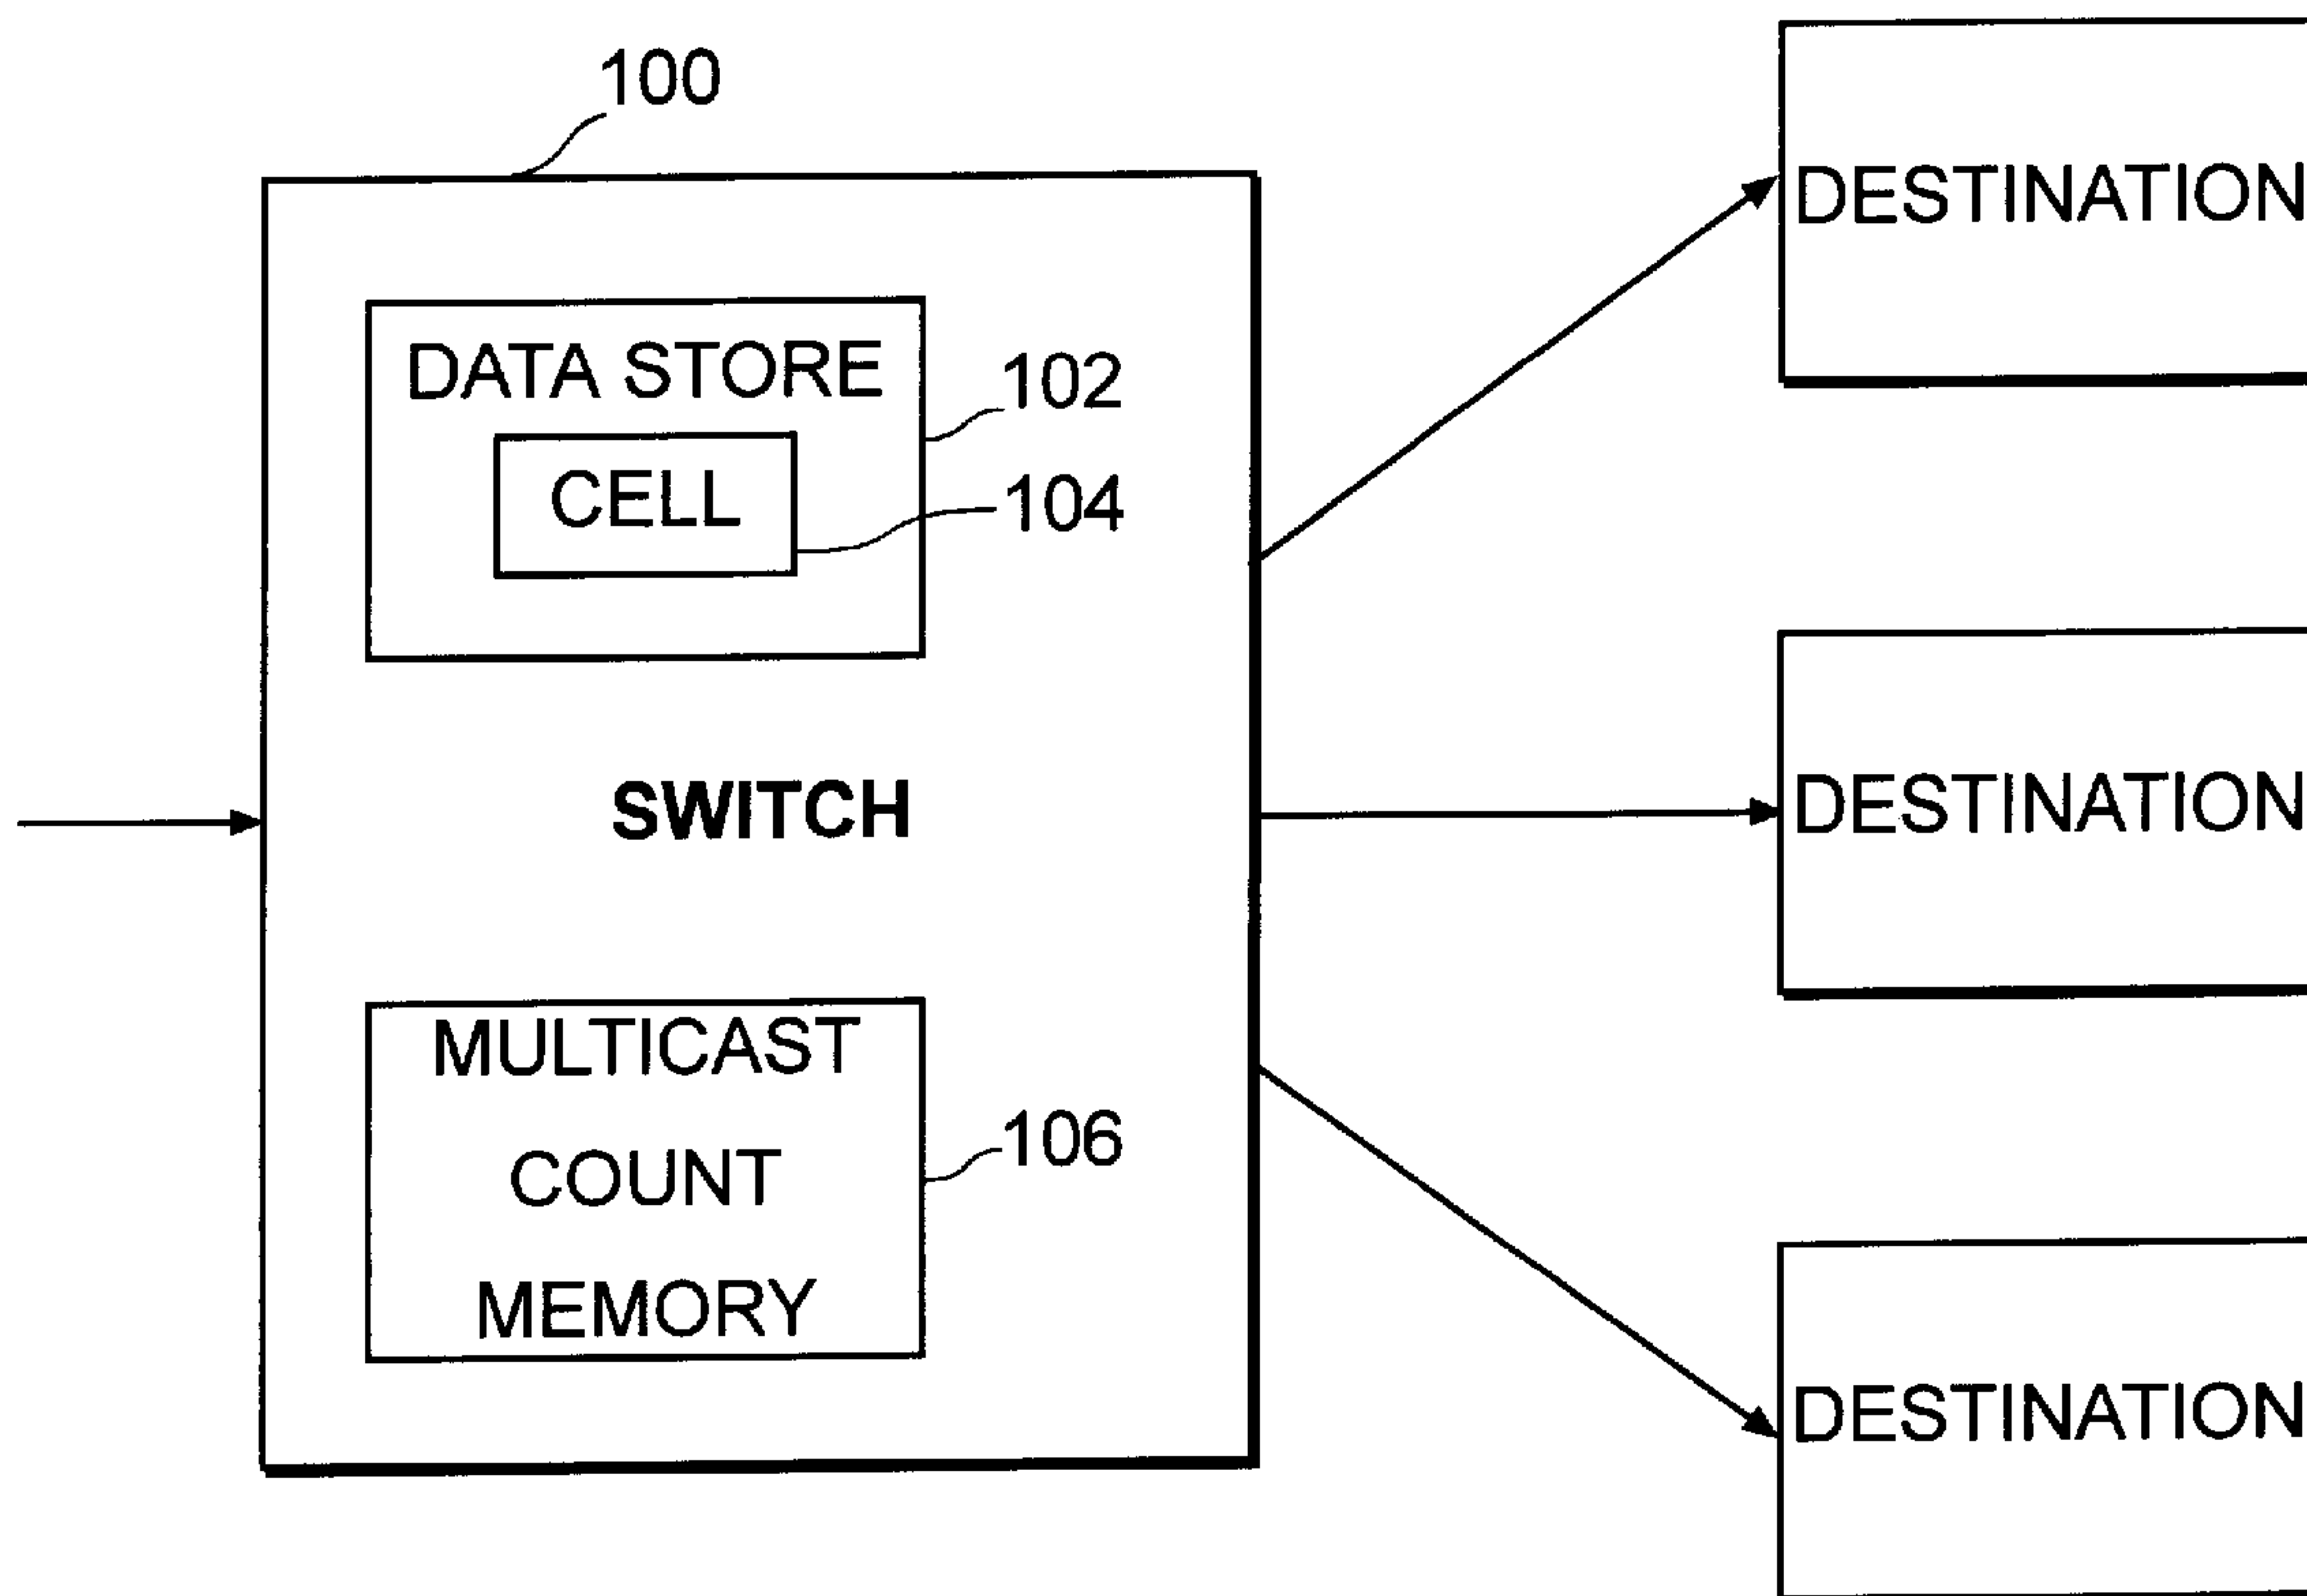 100
DATA STORE
102
CELL
104
SWITCH
MULTICAST
COUNT
MEMORY
106
DESTINATION
DESTINATION
DESTINATION